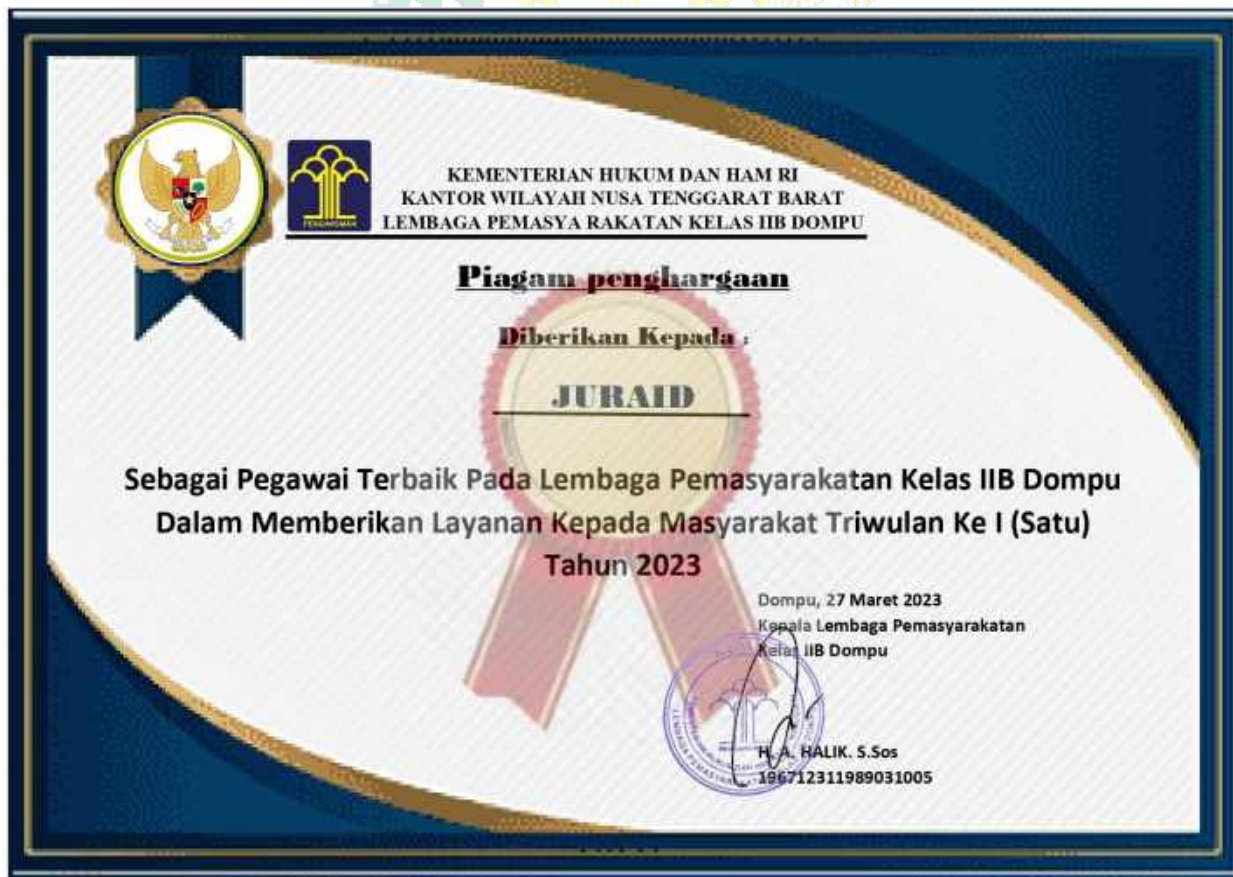 KEMENTERIAN HUKUM DAN HAM RI
KANTOR WILAYAH NUSA TENGGARAT BARAT
LEMBAGA PEMASYA RAKATAN KELAS IIB DOMPU
PENGAYOMAN
Piagam penghargaan
Diberikan Kepada :
JURAID
Sebagai Pegawai Terbaik Pada Lembaga Pemasyarakatan Kelas IIB Dompu
Dalam Memberikan Layanan Kepada Masyarakat Triwulan Ke I (Satu)
Tahun 2023
Dompu, 27 Maret 2023
Kepala Lembaga Pemasyarakatan
Kelas IIB Dompu
H. A. HALIK. S.Sos
196712311989031005